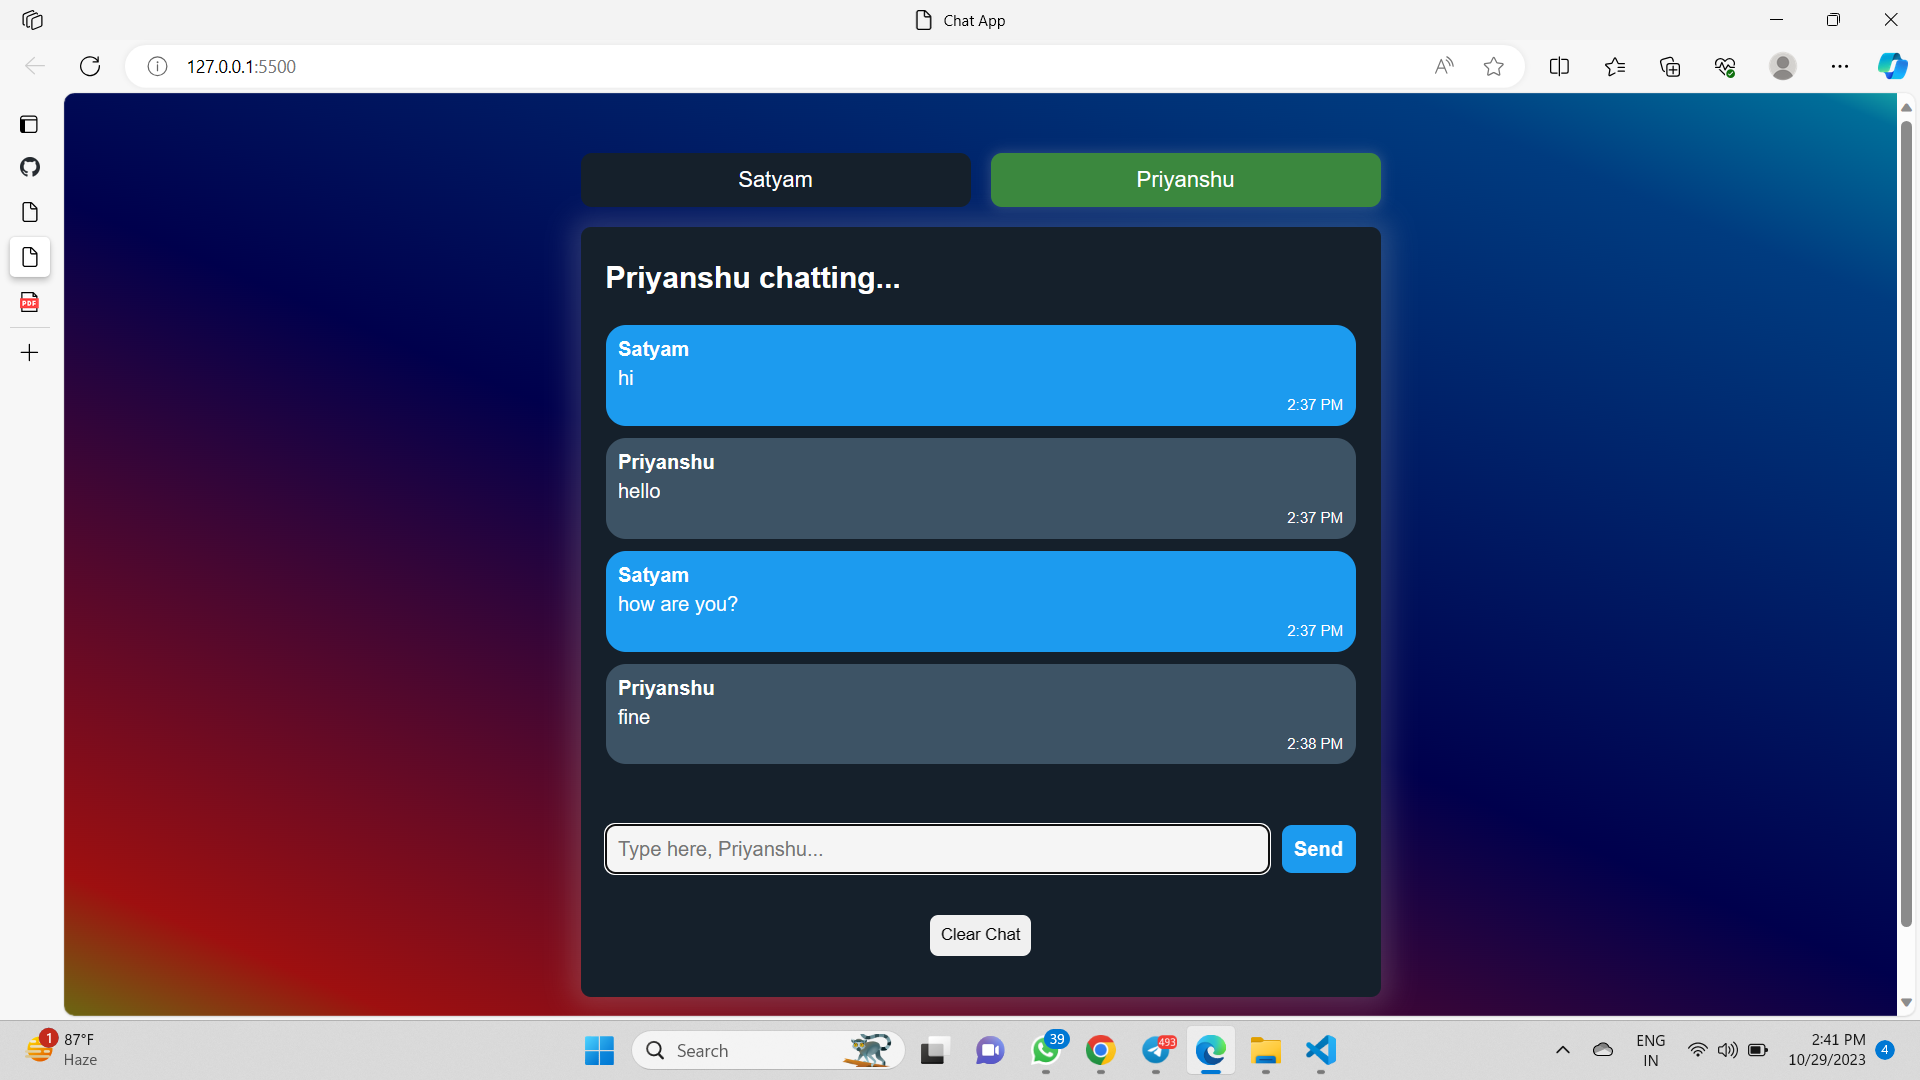 Chat App
127.0.0.1:5500
Satyam
Priyanshu
Priyanshu chatting...
Satyam
hi
2:37 PM
Priyanshu
hello
2:37 PM
Satyam
how are you?
2:37 PM
Priyanshu
fine
2:38 PM
Type here, Priyanshu...
Send
Clear Chat
PDF
1
87°F
Haze
Search
39
493
ENG
IN
2:41 PM
10/29/2023
4